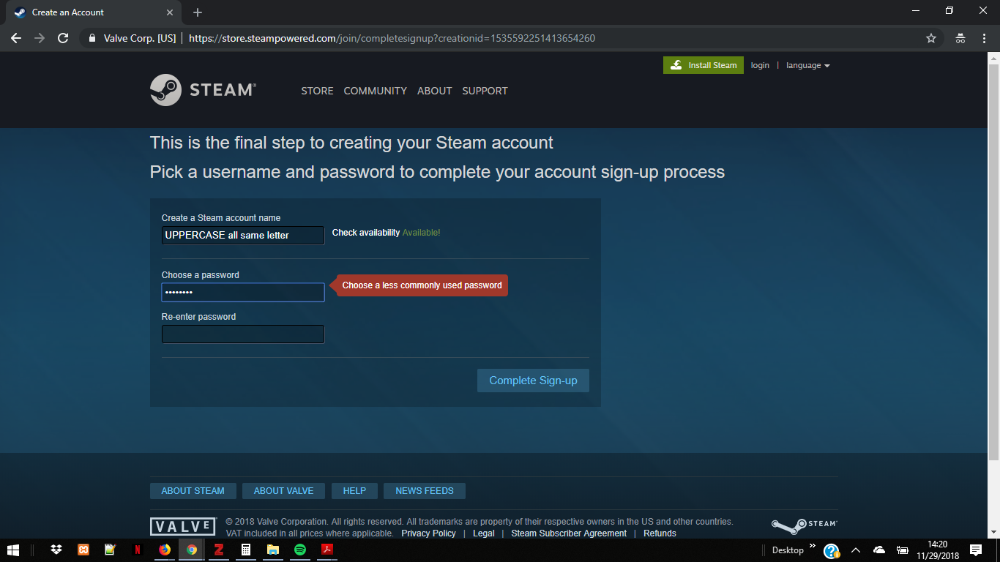 Create an Account
Valve Corp. [US] https://store.steampowered.com/join/completesignup?creationid=1535592251413654260
Install Steam login | language
STEAM®
STORE COMMUNITY ABOUT SUPPORT
This is the final step to creating your Steam account
Pick a username and password to complete your account sign-up process
Create a Steam account name
UPPERCASE all same letter
Check availability Available!
Choose a password
••••••••
Choose a less commonly used password
Re-enter password
Complete Sign-up
ABOUT STEAM ABOUT VALVE HELP NEWS FEEDS
VALVE
© 2018 Valve Corporation. All rights reserved. All trademarks are property of their respective owners in the US and other countries.
VAT included in all prices where applicable. Privacy Policy | Legal | Steam Subscriber Agreement | Refunds
STEAM
Desktop
14:20
11/29/2018